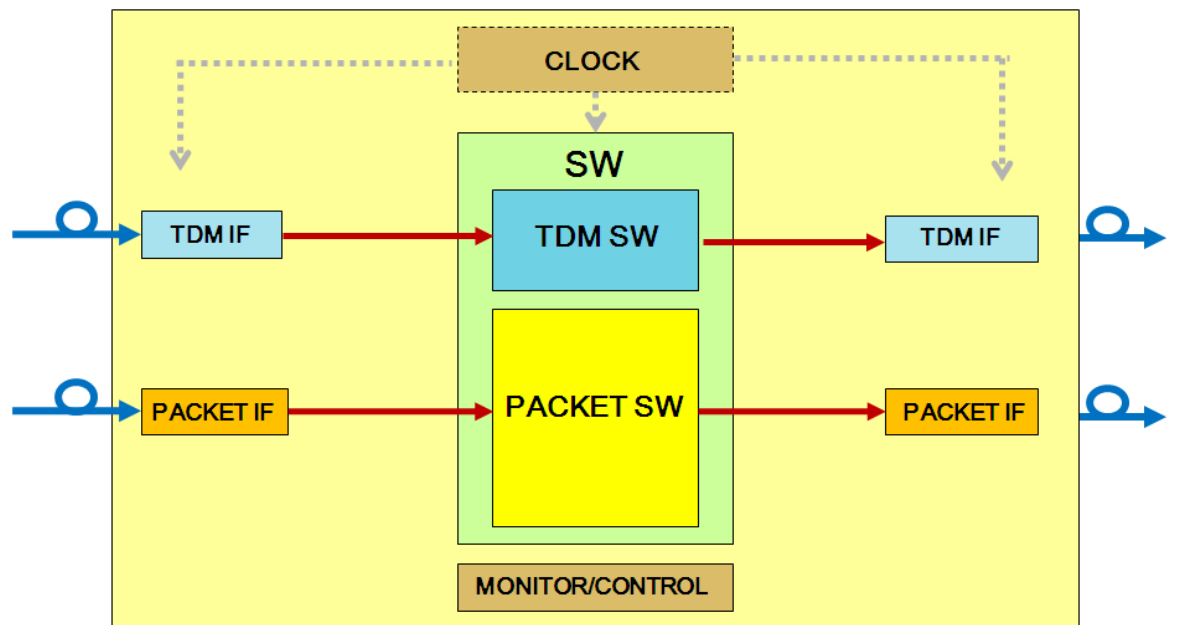 CLOCK
SW
TDM IF
TDM SW
TDM IF
PACKET IF
PACKET SW
PACKET IF
MONITOR/CONTROL